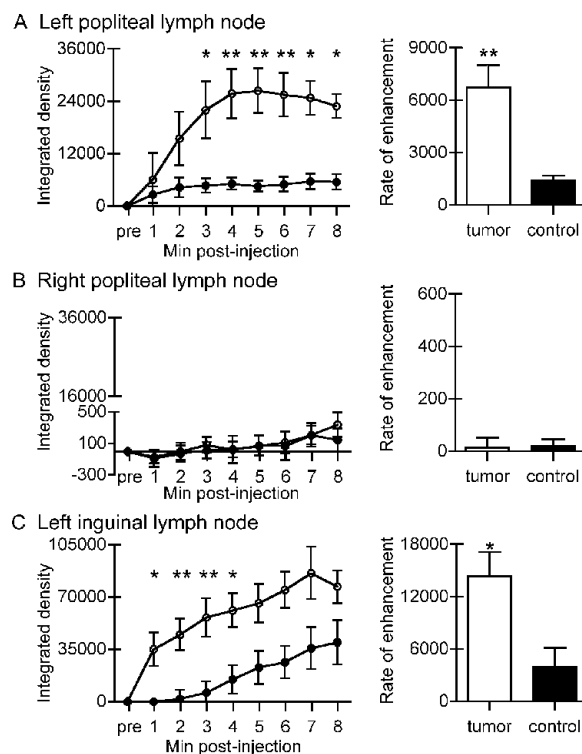 A Left popliteal lymph node
Integrated density
36000
24000
12000
0
* ** ** ** * *
pre 1 2 3 4 5 6 7 8
Min post-injection
Rate of enhancement
9000
6000
3000
0
**
tumor control
B Right popliteal lymph node
Integrated density
36000
16000
500
100
-300
pre 1 2 3 4 5 6 7 8
Min post-injection
Rate of enhancement
600
400
200
0
tumor control
C Left inguinal lymph node
Integrated density
105000
70000
35000
0
* ** ** *
pre 1 2 3 4 5 6 7 8
Min post-injection
Rate of enhancement
18000
12000
6000
0
*
tumor control